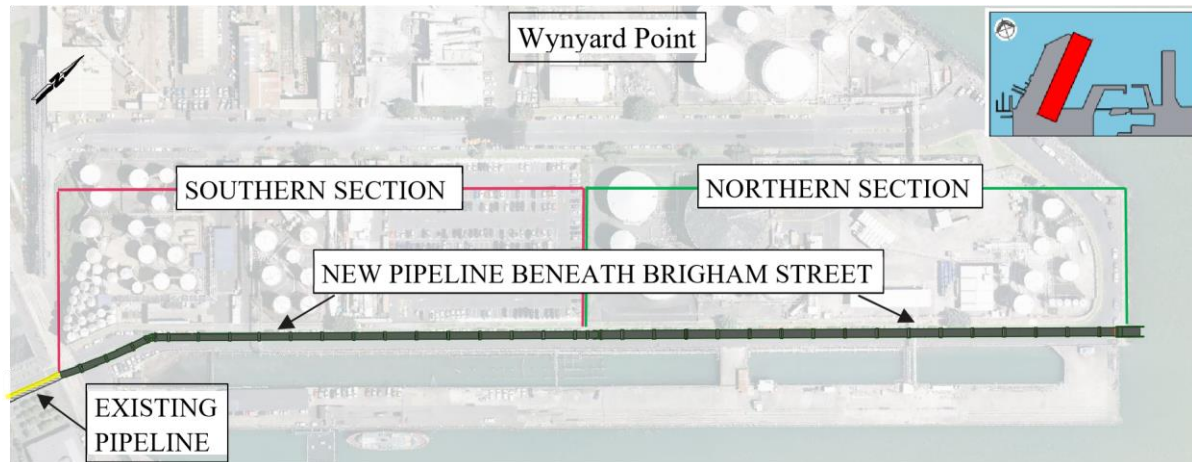 Wynyard Point
SOUTHERN SECTION
NORTHERN SECTION
NEW PIPELINE BENEATH BRIGHAM STREET
EXISTING
PIPELINE